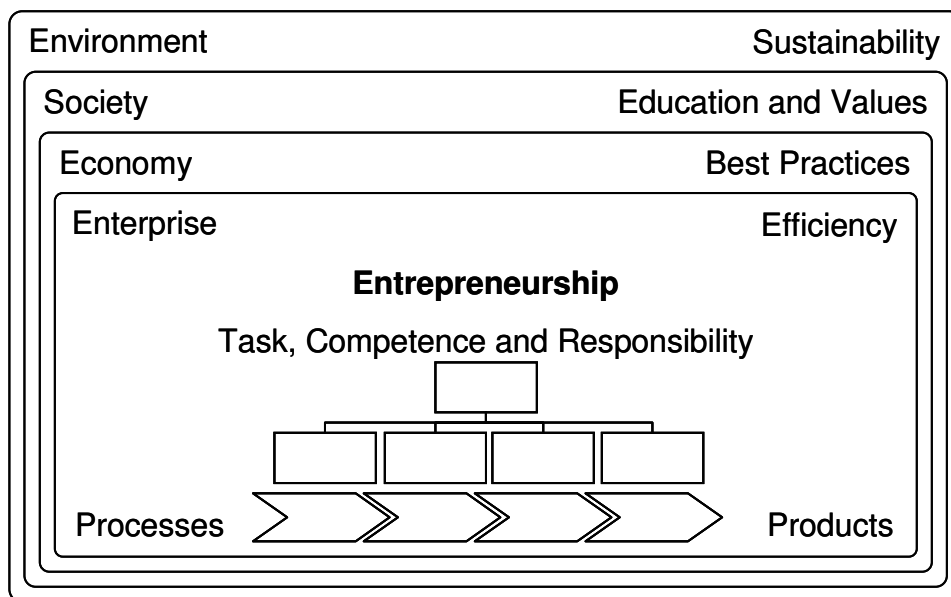 Environment Sustainability
Society Education and Values
Economy Best Practices
Enterprise Efficiency
Entrepreneurship
Task, Competence and Responsibility
Processes Products